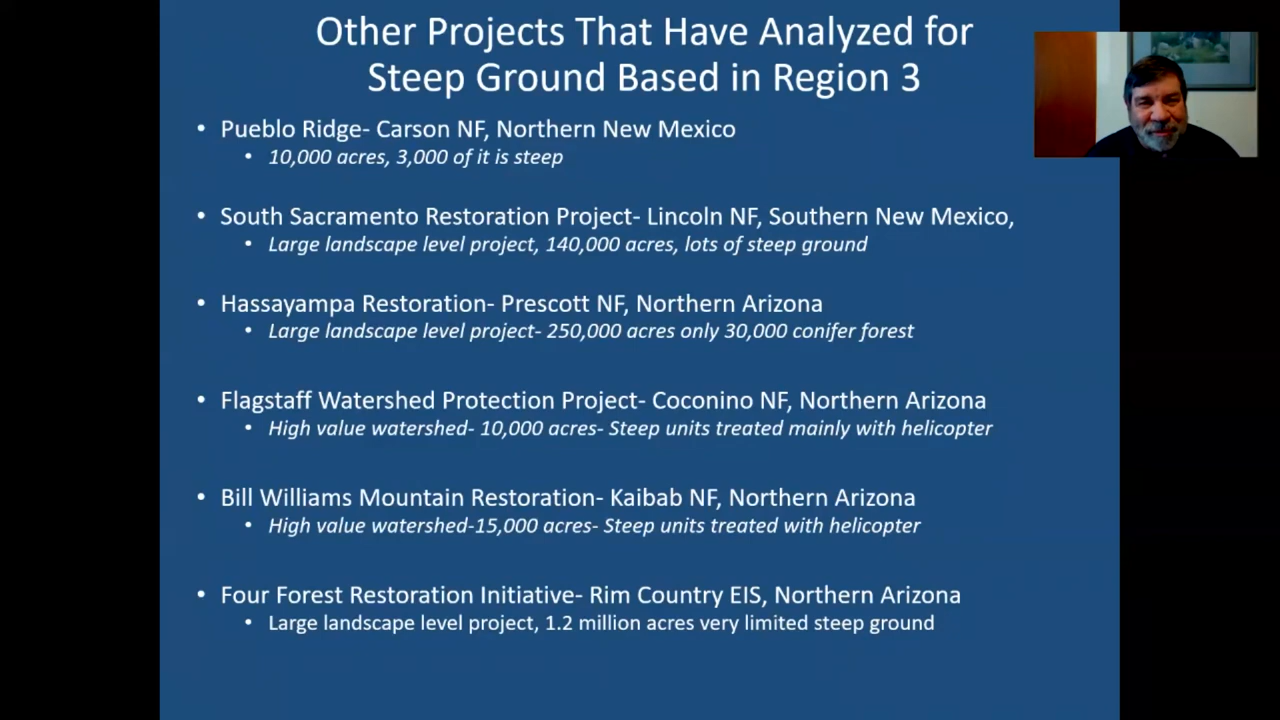 Other Projects That Have Analyzed for
Steep Ground Based in Region 3
• Pueblo Ridge- Carson NF, Northern New Mexico
• 10,000 acres, 3,000 of it is steep
• South Sacramento Restoration Project- Lincoln NF, Southern New Mexico,
• Large landscape level project, 140,000 acres, lots of steep ground
• Hassayampa Restoration- Prescott NF, Northern Arizona
• Large landscape level project- 250,000 acres only 30,000 conifer forest
• Flagstaff Watershed Protection Project- Coconino NF, Northern Arizona
• High value watershed- 10,000 acres- Steep units treated mainly with helicopter
• Bill Williams Mountain Restoration- Kaibab NF, Northern Arizona
• High value watershed-15,000 acres- Steep units treated with helicopter
• Four Forest Restoration Initiative- Rim Country EIS, Northern Arizona
• Large landscape level project, 1.2 million acres very limited steep ground